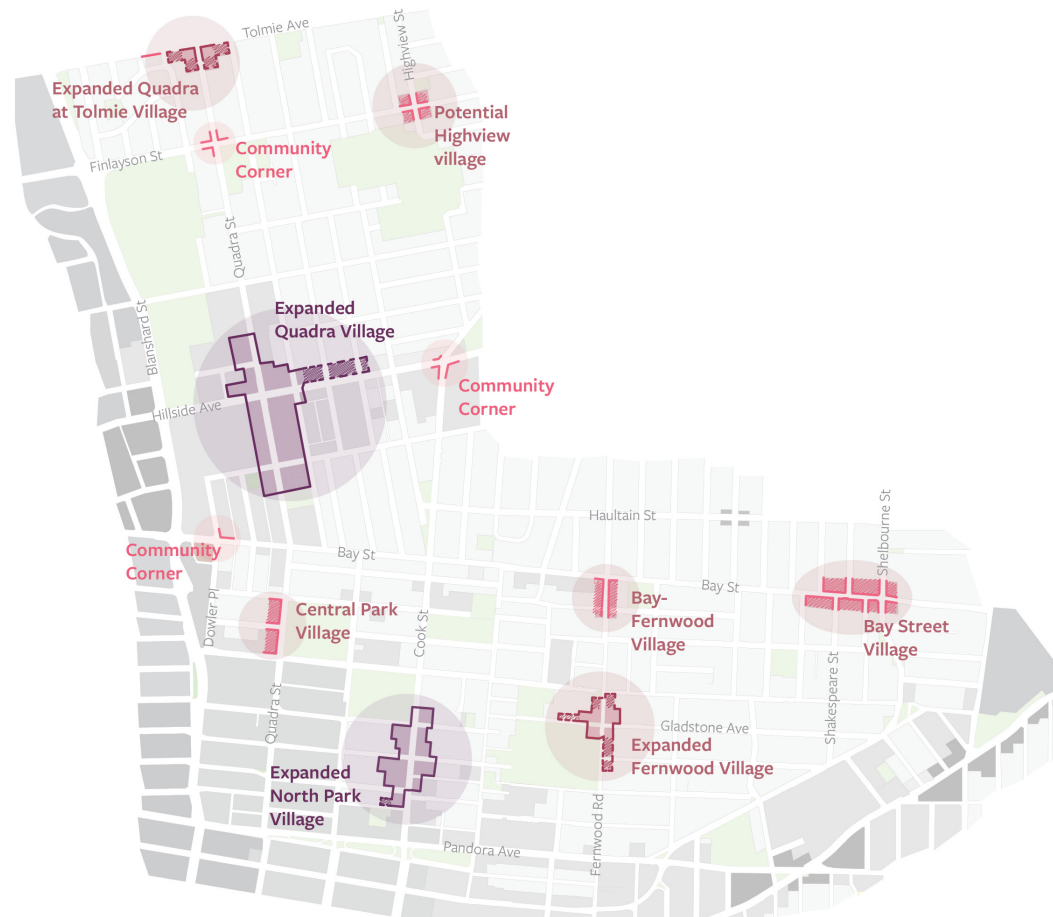 Tolmie Ave
Highview St
Expanded Quadra
at Tolmie Village
Potential
Highview
village
Community
Corner
Finlayson St
Quadra St
Blanshard St
Expanded
Quadra Village
Community
Corner
Hillside Ave
Haultain St
Shelbourne St
Community
Corner
Bay St
Bay St
Dowler Pl
Central Park
Village
Cook St
Bay-
Fernwood
Village
Bay Street
Village
Shakespeare St
Quadra St
Gladstone Ave
Expanded
Fernwood Village
Expanded
North Park
Village
Fernwood Rd
Pandora Ave